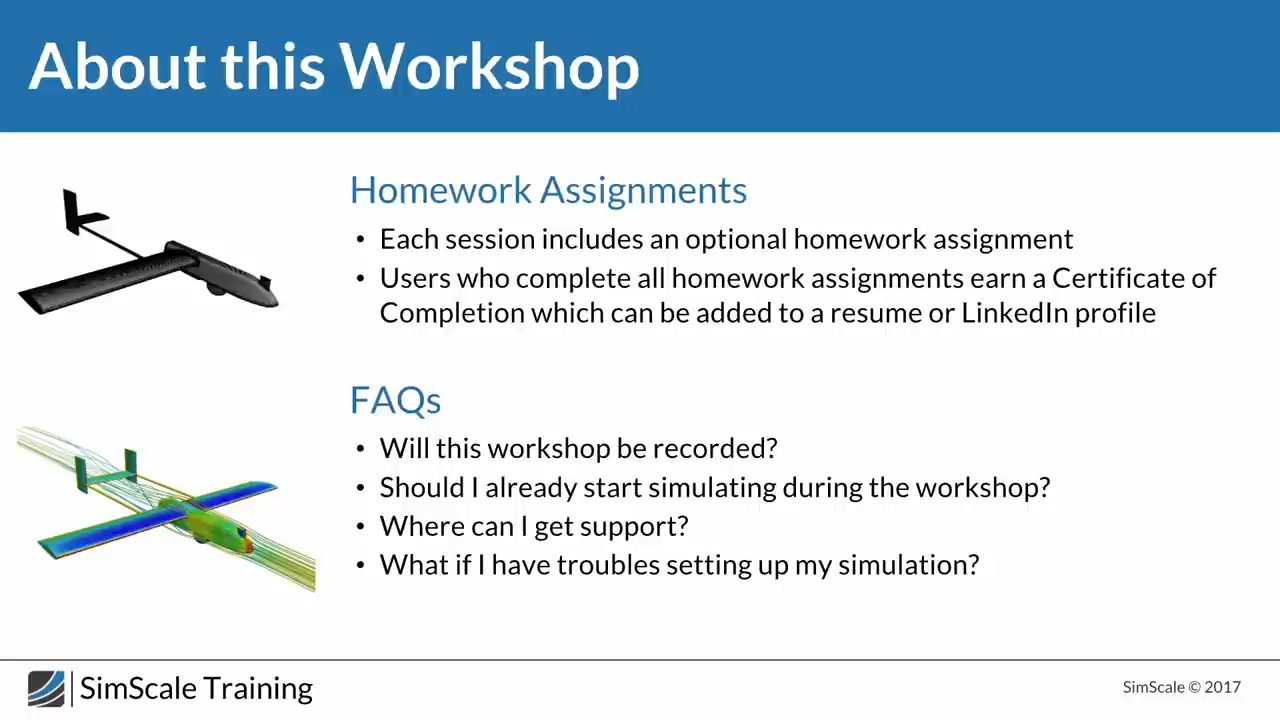 About this Workshop
Homework Assignments
• Each session includes an optional homework assignment
• Users who complete all homework assignments earn a Certificate of
Completion which can be added to a resume or LinkedIn profile
FAQs
• Will this workshop be recorded?
• Should I already start simulating during the workshop?
• Where can I get support?
• What if I have troubles setting up my simulation?
SimScale Training
SimScale © 2017